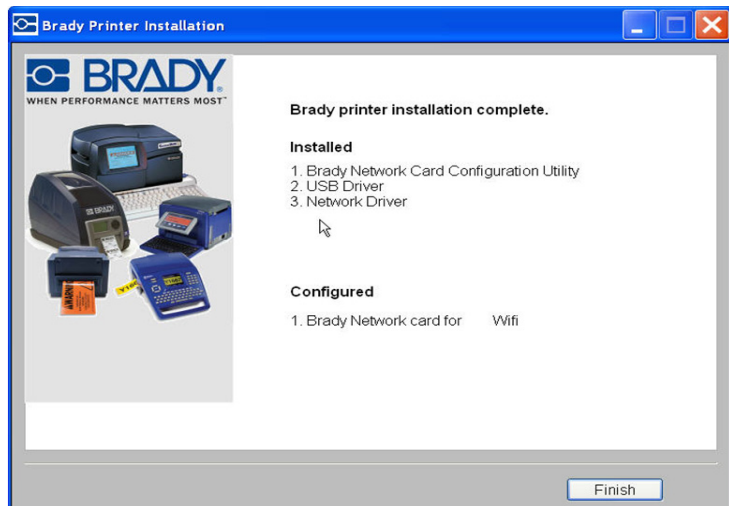 Brady Printer Installation
BRADY.
WHEN PERFORMANCE MATTERS MOST™
Brady printer installation complete.
Installed
1. Brady Network Card Configuration Utility
2. USB Driver
3. Network Driver
Configured
1. Brady Network card for Wifi
Finish